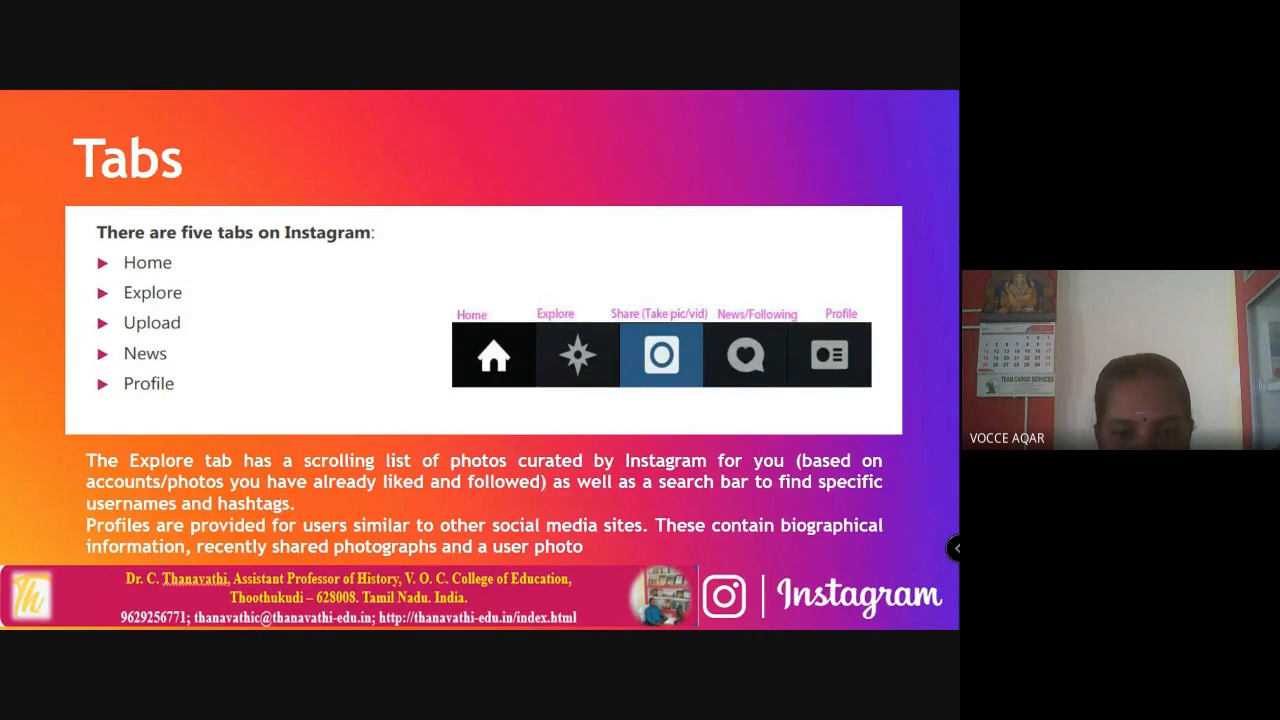 Tabs
There are five tabs on Instagram:
Home
Explore
Upload
News
Profile
Home Explore Share (Take pic/vid) News/Following Profile
The Explore tab has a scrolling list of photos curated by Instagram for you (based on
accounts/photos you have already liked and followed) as well as a search bar to find specific
usernames and hashtags.
Profiles are provided for users similar to other social media sites. These contain biographical
information, recently shared photographs and a user photo
Th
Dr. C. Thanavathi, Assistant Professor of History, V. O. C. College of Education,
Thoothukudi – 628008. Tamil Nadu. India.
9629256771; thanavathic@thanavathi-edu.in; http://thanavathi-edu.in/index.html
Instagram
TEAM CARGO SERVICES
VOCCE AQAR